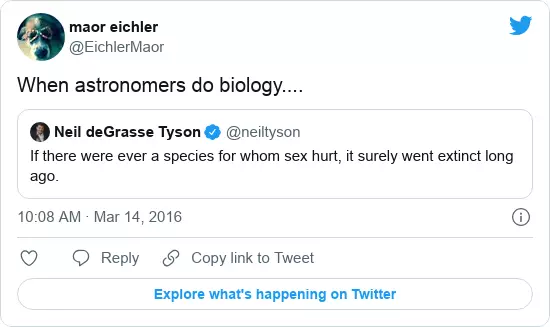 maor eichler
@EichlerMaor
When astronomers do biology....
Neil deGrasse Tyson @neiltyson
If there were ever a species for whom sex hurt, it surely went extinct long
ago.
10:08 AM · Mar 14, 2016
Reply Copy link to Tweet
Explore what's happening on Twitter